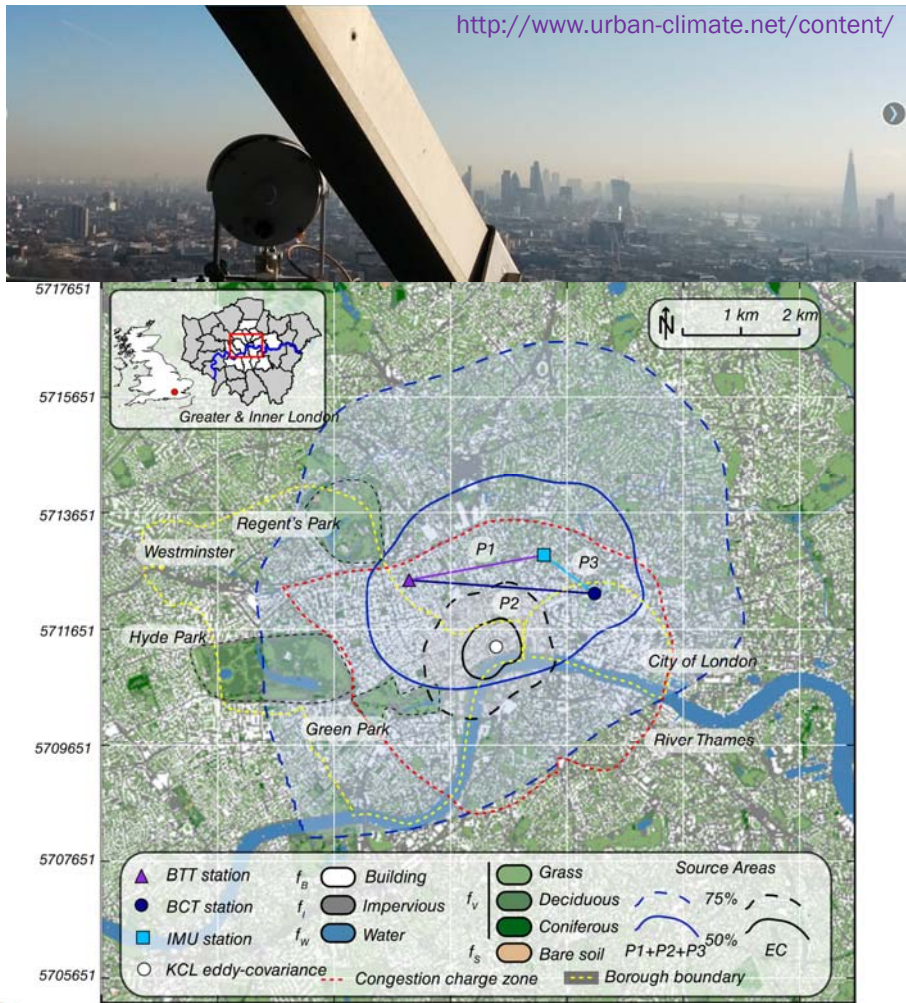 http://www.urban-climate.net/content/
5717651
1 km 2 km
N
Greater & Inner London
5715651
5713651
Regent's Park
P1
P3
Westminster
P2
5711651
Hyde Park
City of London
Green Park
River Thames
5709651
5707651
BTT station
f_B Building
Grass
Source Areas
BCT station
f_I Impervious
f_V Deciduous
75%
IMU station
f_W Water
Coniferous
50%
P1+P2+P3
EC
KCL eddy-covariance
f_S Bare soil
Congestion charge zone
Borough boundary
5705651